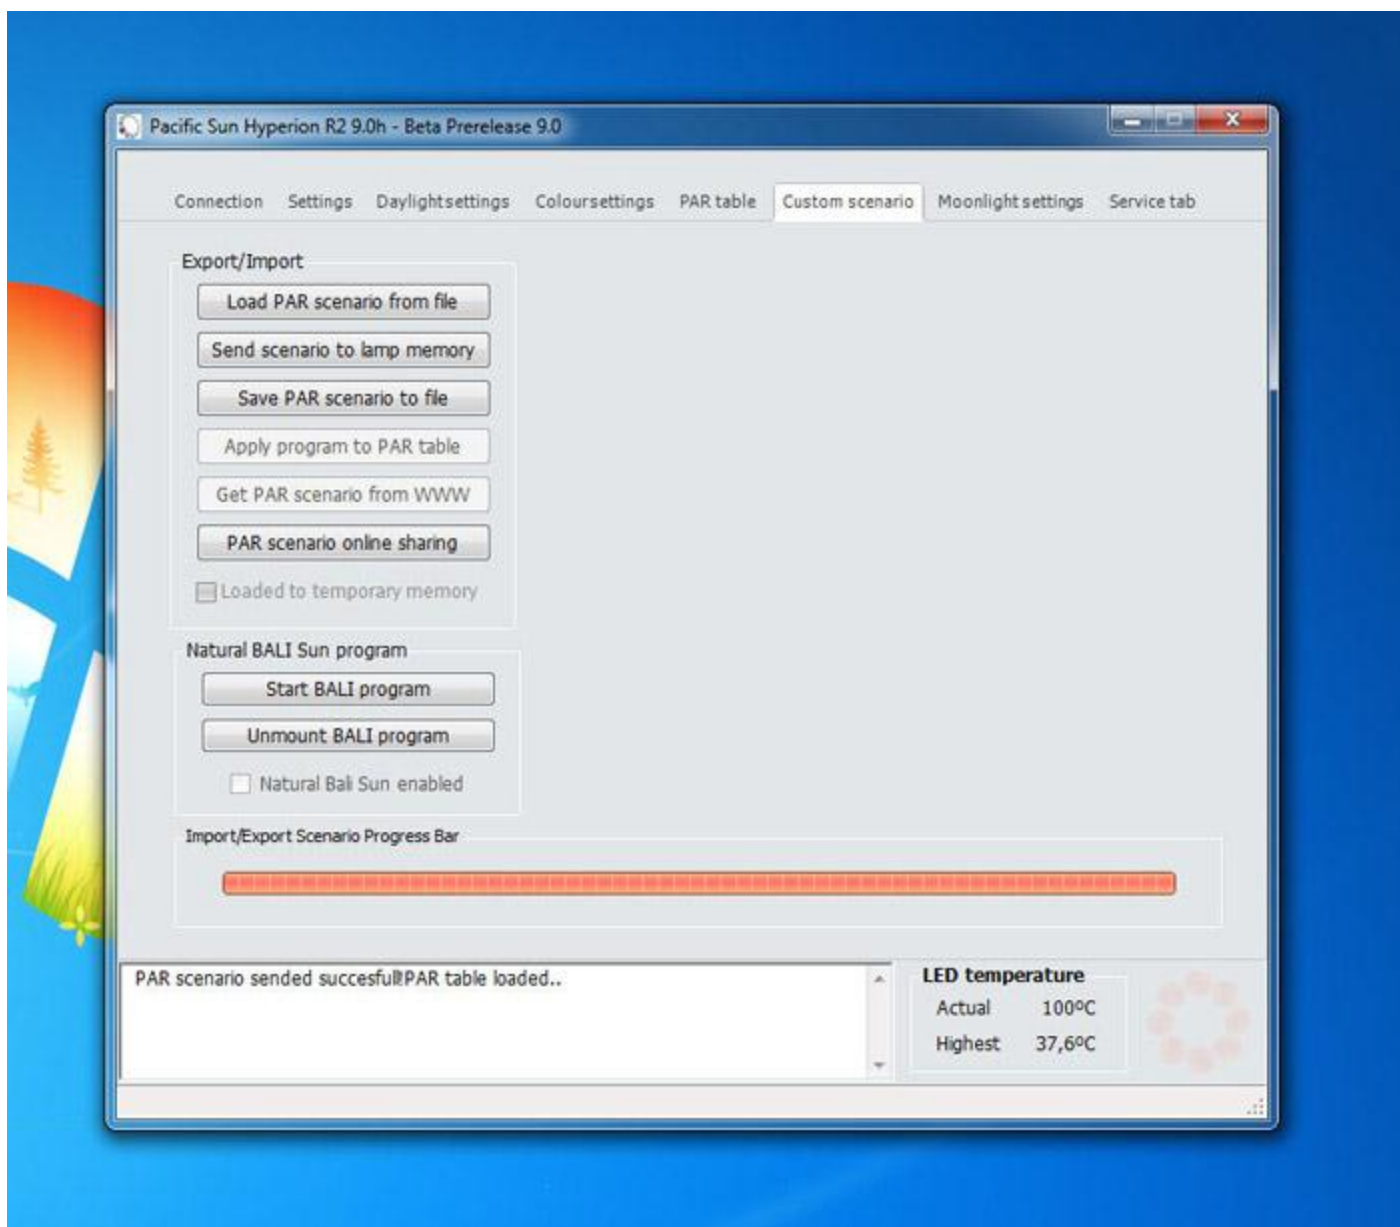 Pacific Sun Hyperion R2 9.0h - Beta Prerelease 9.0
Connection Settings Daylightsettings Coloursettings PAR table Custom scenario Moonlight settings Service tab
Export/Import
Load PAR scenario from file
Send scenario to lamp memory
Save PAR scenario to file
Apply program to PAR table
Get PAR scenario from WWW
PAR scenario online sharing
Loaded to temporary memory
Natural BALI Sun program
Start BALI program
Unmount BALI program
Natural Bali Sun enabled
Import/Export Scenario Progress Bar
PAR scenario sended succesfull!PAR table loaded..
LED temperature
Actual 100ºC
Highest 37,6ºC